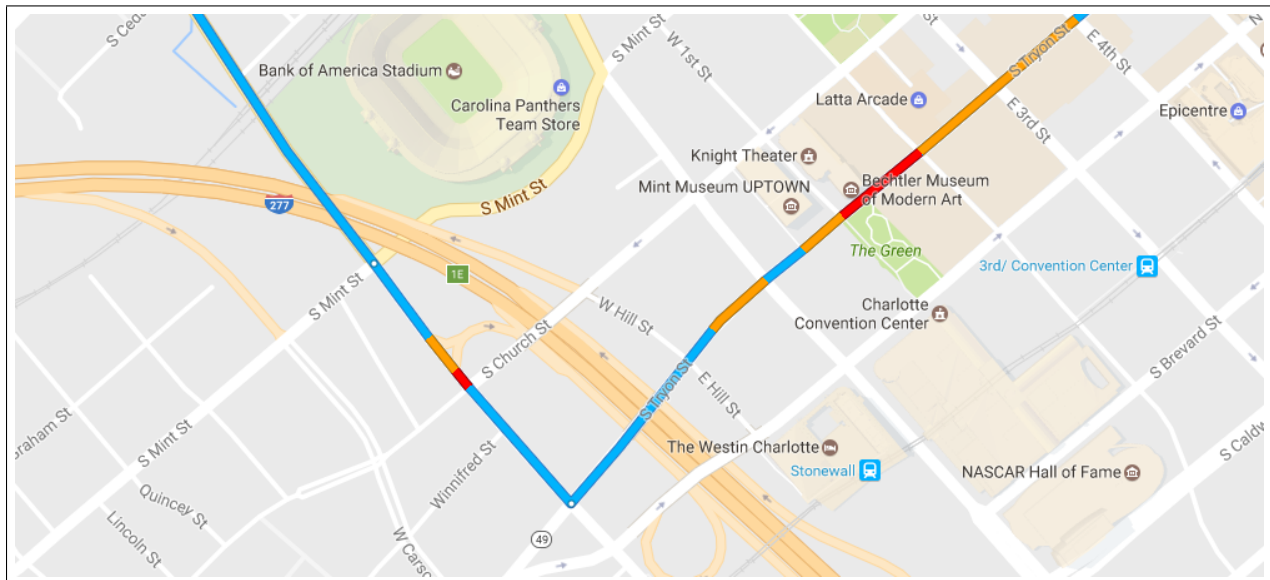 S Ced
S Mint St
W 1st St
S Tryon St
E 4th St
N
Bank of America Stadium
Carolina Panthers
Team Store
Latta Arcade
E 3rd St
Epicentre
Knight Theater
Mint Museum UPTOWN
Bechtler Museum
of Modern Art
277
S Mint St
The Green
1E
3rd/ Convention Center
S Mint St
W Hill St
Charlotte
Convention Center
S Church St
S Brevard St
E Hill St
S Tryon St
raham St
S Mint St
The Westin Charlotte
S Caldw
Winnifred St
Stonewall
NASCAR Hall of Fame
Quincey St
Lincoln St
W Carso
49